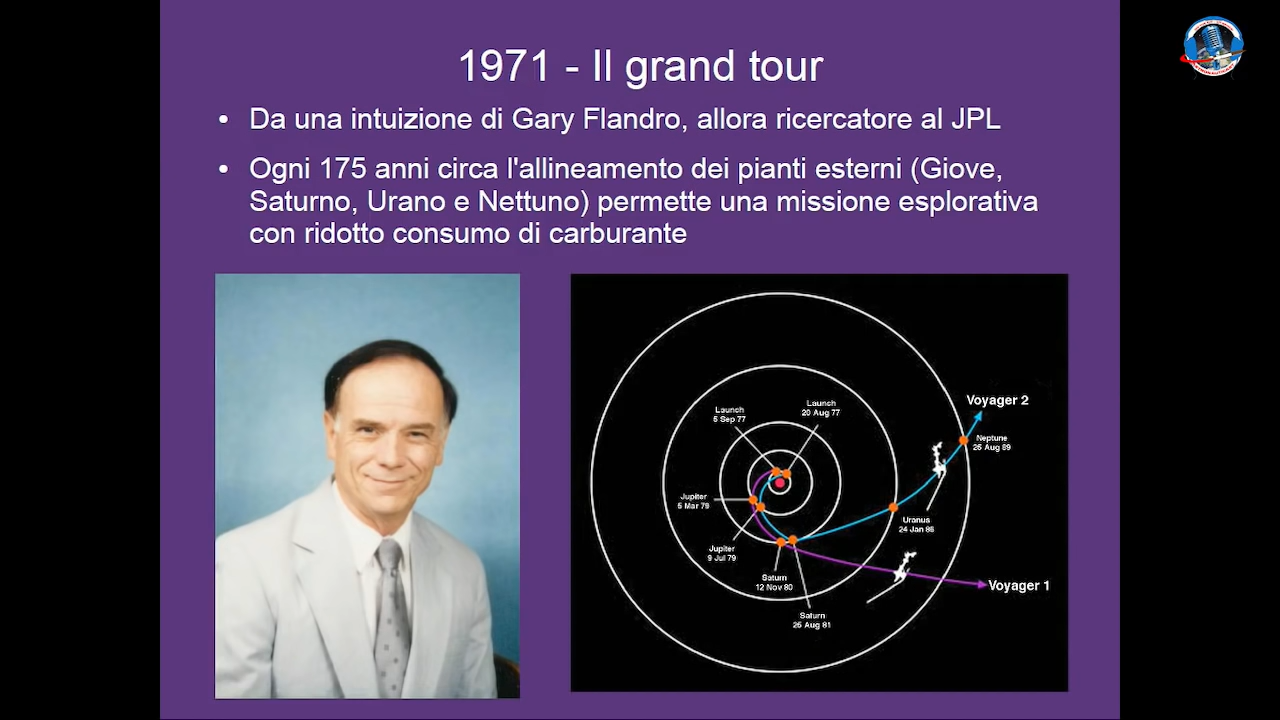 1971 - Il grand tour
• Da una intuizione di Gary Flandro, allora ricercatore al JPL
• Ogni 175 anni circa l'allineamento dei pianti esterni (Giove,
Saturno, Urano e Nettuno) permette una missione esplorativa
con ridotto consumo di carburante
Launch
5 Sep 77
Launch
20 Aug 77
Voyager 2
Neptune
25 Aug 89
Jupiter
5 Mar 79
Uranus
24 Jan 86
Jupiter
9 Jul 79
Saturn
12 Nov 80
Voyager 1
Saturn
26 Aug 81